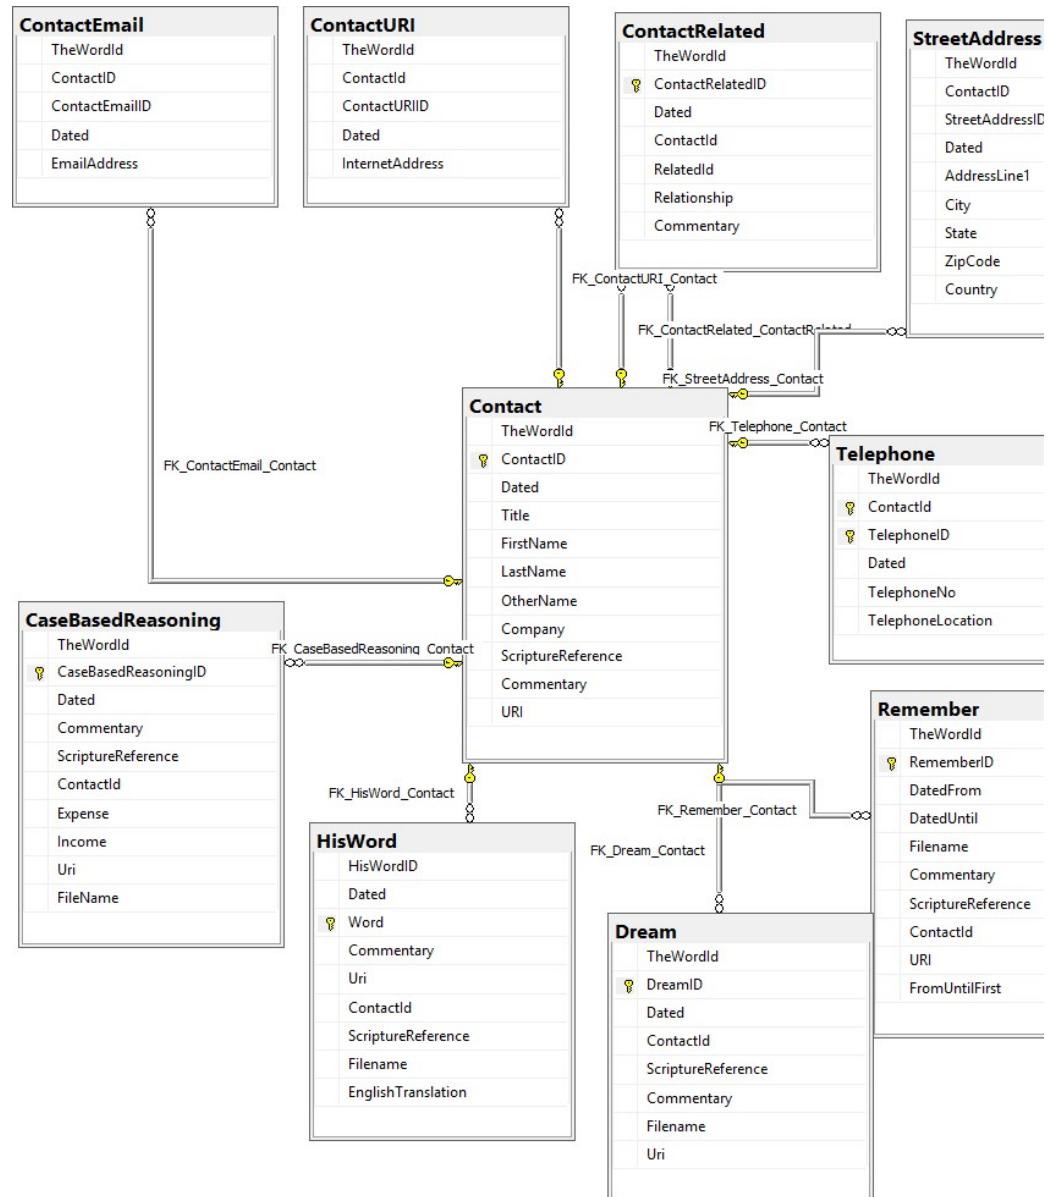 ContactEmail
TheWordId
ContactID
ContactEmailID
Dated
EmailAddress
ContactURI
TheWordId
ContactId
ContactURIID
Dated
InternetAddress
ContactRelated
TheWordId
ContactRelatedID
Dated
ContactId
RelatedId
Relationship
Commentary
StreetAddress
TheWordId
ContactID
StreetAddressID
Dated
AddressLine1
City
State
ZipCode
Country
FK_ContactURI_Contact
FK_ContactRelated_ContactRelated
FK_StreetAddress_Contact
FK_Telephone_Contact
FK_ContactEmail_Contact
Contact
TheWordId
ContactID
Dated
Title
FirstName
LastName
OtherName
Company
ScriptureReference
Commentary
URI
Telephone
TheWordId
ContactId
TelephoneID
Dated
TelephoneNo
TelephoneLocation
CaseBasedReasoning
TheWordId
CaseBasedReasoningID
Dated
Commentary
ScriptureReference
ContactId
Expense
Income
Uri
FileName
FK_CaseBasedReasoning_Contact
FK_HisWord_Contact
FK_Remember_Contact
FK_Dream_Contact
Remember
TheWordId
RememberID
DatedFrom
DatedUntil
Filename
Commentary
ScriptureReference
ContactId
URI
FromUntilFirst
HisWord
HisWordID
Dated
Word
Commentary
Uri
ContactId
ScriptureReference
Filename
EnglishTranslation
Dream
TheWordId
DreamID
Dated
ContactId
ScriptureReference
Commentary
Filename
Uri